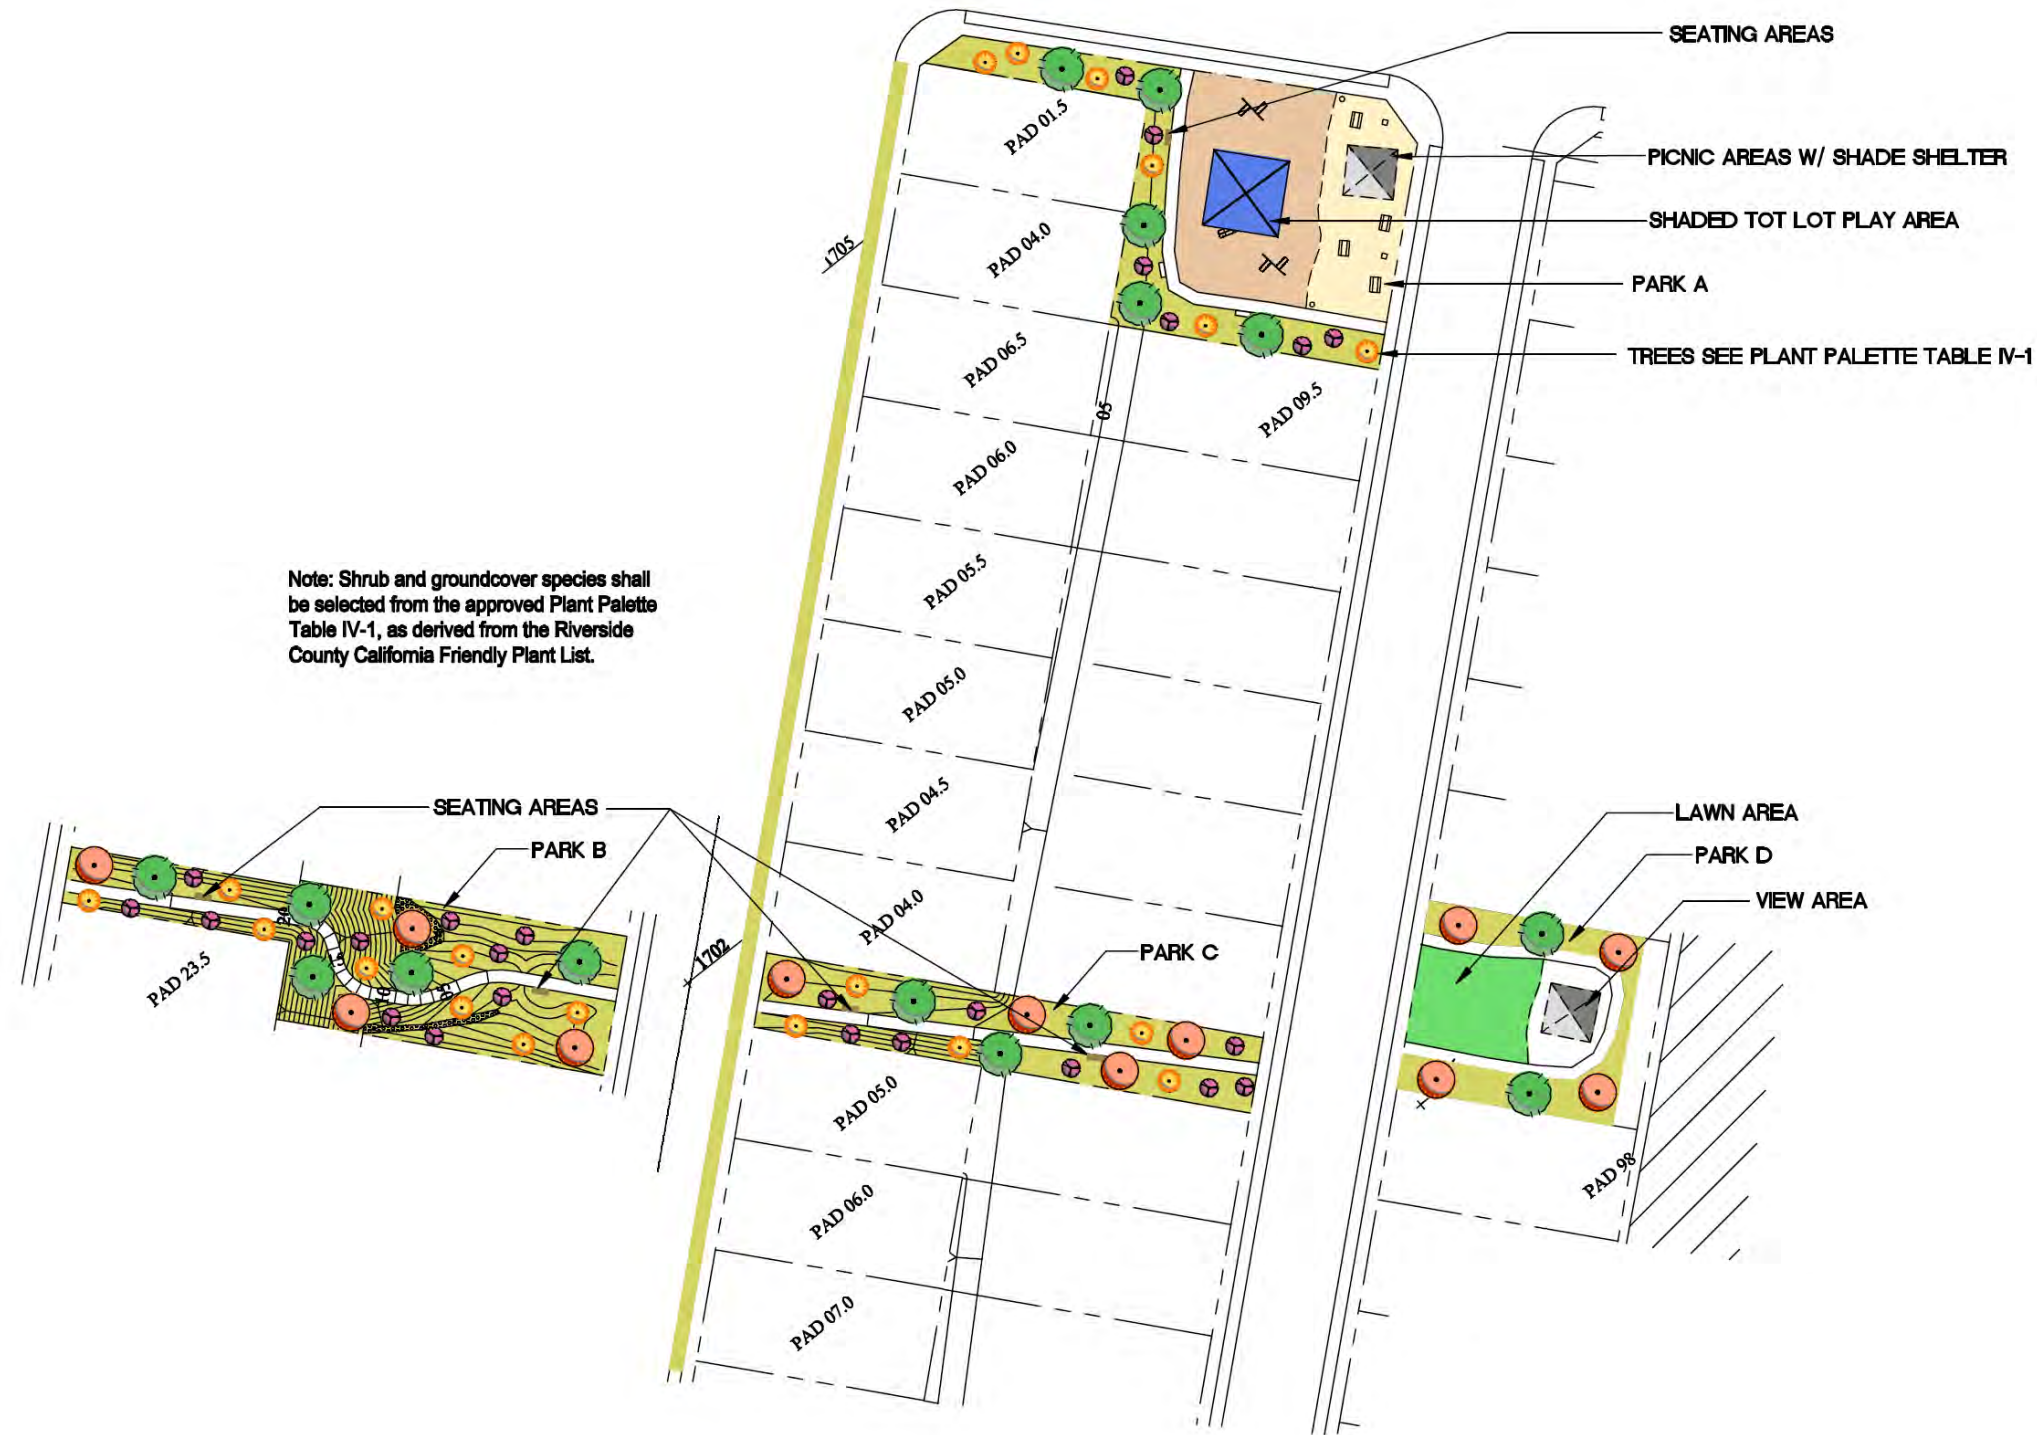 SEATING AREAS
PAD 01.5
PICNIC AREAS W/ SHADE SHELTER
SHADED TOT LOT PLAY AREA
1705
PAD 04.0
PARK A
PAD 06.5
TREES SEE PLANT PALETTE TABLE IV-1
05
PAD 09.5
PAD 06.0
Note: Shrub and groundcover species shall
be selected from the approved Plant Palette
Table IV-1, as derived from the Riverside
County California Friendly Plant List.
PAD 05.5
PAD 05.0
PAD 04.5
SEATING AREAS
LAWN AREA
PARK B
PARK D
VIEW AREA
PAD 04.0
20
1702
PARK C
PAD 23.5
10
05
PAD 05.0
PAD 98
PAD 06.0
PAD 07.0